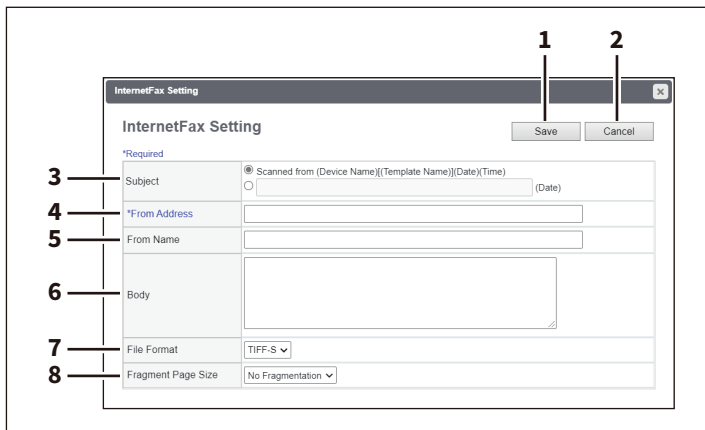 1 2
InternetFax Setting
InternetFax Setting
Save Cancel
*Required
3 Subject Scanned from (Device Name)[(Template Name)](Date)(Time)
(Date)
4 *From Address
5 From Name
6 Body
7 File Format TIFF-S
8 Fragment Page Size No Fragmentation